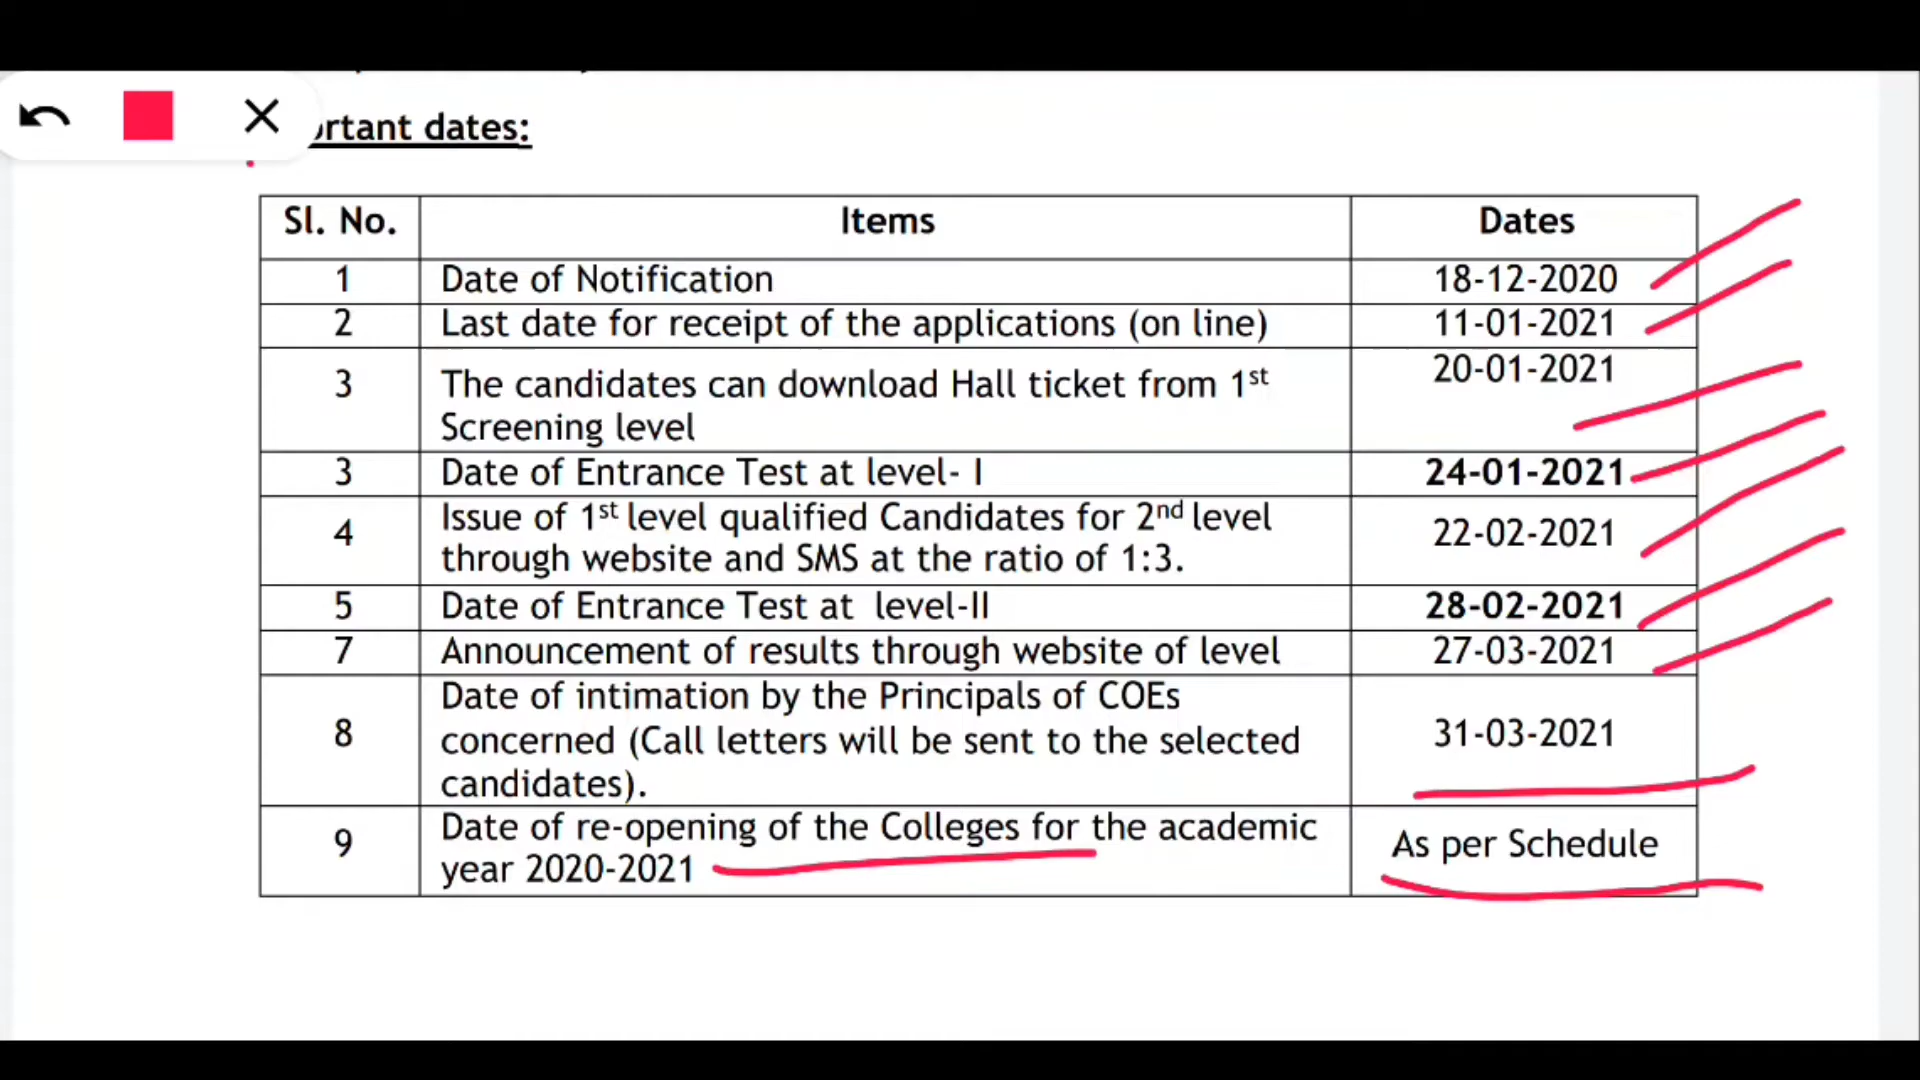 ortant dates:
Sl. No. Items Dates
1 Date of Notification 18-12-2020
2 Last date for receipt of the applications (on line) 11-01-2021
3 The candidates can download Hall ticket from 1st 20-01-2021
Screening level
3 Date of Entrance Test at level- I 24-01-2021
4 Issue of 1st level qualified Candidates for 2nd level 22-02-2021
through website and SMS at the ratio of 1:3.
5 Date of Entrance Test at level-II 28-02-2021
7 Announcement of results through website of level 27-03-2021
8 Date of intimation by the Principals of COEs 31-03-2021
concerned (Call letters will be sent to the selected
candidates).
9 Date of re-opening of the Colleges for the academic As per Schedule
year 2020-2021